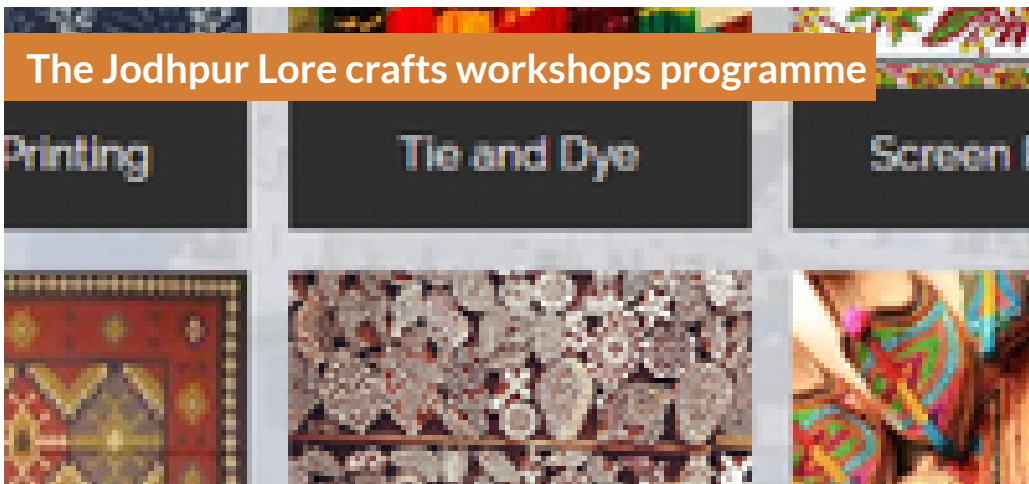 The Jodhpur Lore crafts workshops programme
Printing
Tie and Dye
Screen